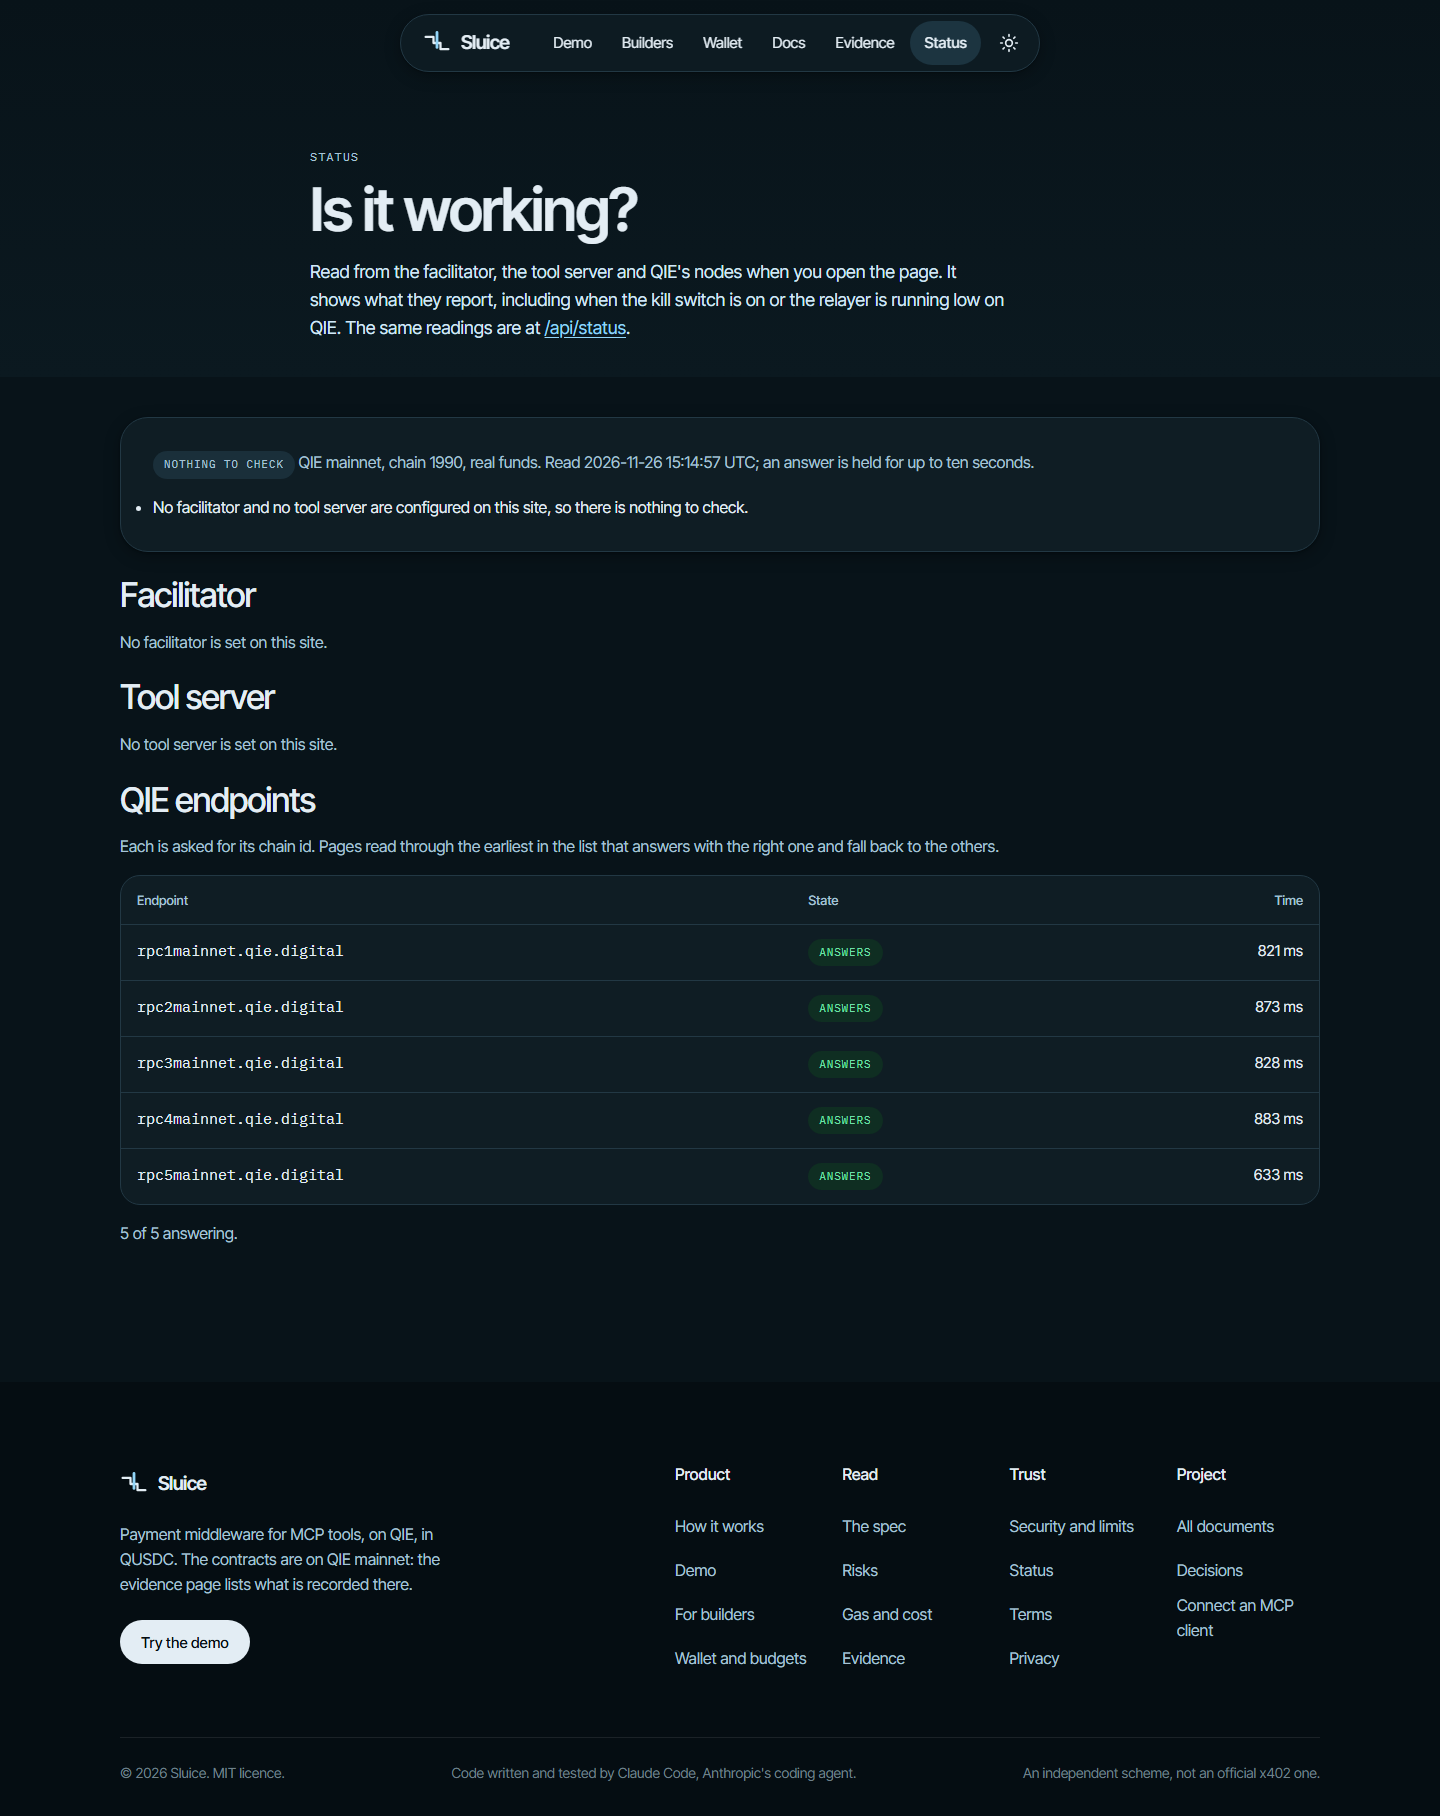 Sluice
Demo
Builders
Wallet
Docs
Evidence
Status
STATUS
Is it working?
Read from the facilitator, the tool server and QIE's nodes when you open the page. It
shows what they report, including when the kill switch is on or the relayer is running low on
QIE. The same readings are at /api/status.
NOTHING TO CHECK QIE mainnet, chain 1990, real funds. Read 2026-11-26 15:14:57 UTC; an answer is held for up to ten seconds.
• No facilitator and no tool server are configured on this site, so there is nothing to check.
Facilitator
No facilitator is set on this site.
Tool server
No tool server is set on this site.
QIE endpoints
Each is asked for its chain id. Pages read through the earliest in the list that answers with the right one and fall back to the others.
Endpoint State Time
rpc1mainnet.qie.digital ANSWERS 821 ms
rpc2mainnet.qie.digital ANSWERS 873 ms
rpc3mainnet.qie.digital ANSWERS 828 ms
rpc4mainnet.qie.digital ANSWERS 883 ms
rpc5mainnet.qie.digital ANSWERS 633 ms
5 of 5 answering.
Sluice
Payment middleware for MCP tools, on QIE, in
QUSDC. The contracts are on QIE mainnet: the
evidence page lists what is recorded there.
Try the demo
Product
How it works
Demo
For builders
Wallet and budgets
Read
The spec
Risks
Gas and cost
Evidence
Trust
Security and limits
Status
Terms
Privacy
Project
All documents
Decisions
Connect an MCP
client
© 2026 Sluice. MIT licence.
Code written and tested by Claude Code, Anthropic's coding agent.
An independent scheme, not an official x402 one.